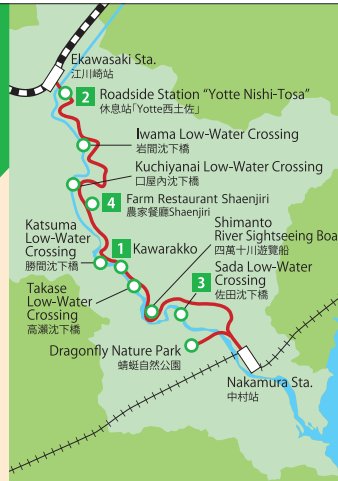 Ekawasaki Sta.
江川崎站
2 Roadside Station “Yotte Nishi-Tosa”
休息站「Yotte西土佐」
Iwama Low-Water Crossing
岩間沈下橋
Kuchiyanai Low-Water Crossing
口屋內沈下橋
4 Farm Restaurant Shaenjiri
農家餐廳Shaenjiri
Katsuma
Low-Water
Crossing
勝間沈下橋
1 Kawarakko
Shimanto
River Sightseeing Boa
四萬十川遊覽船
Takase
Low-Water
Crossing
高瀨沈下橋
3 Sada Low-Water
Crossing
佐田沈下橋
Dragonfly Nature Park
蜻蜓自然公園
Nakamura Sta.
中村站